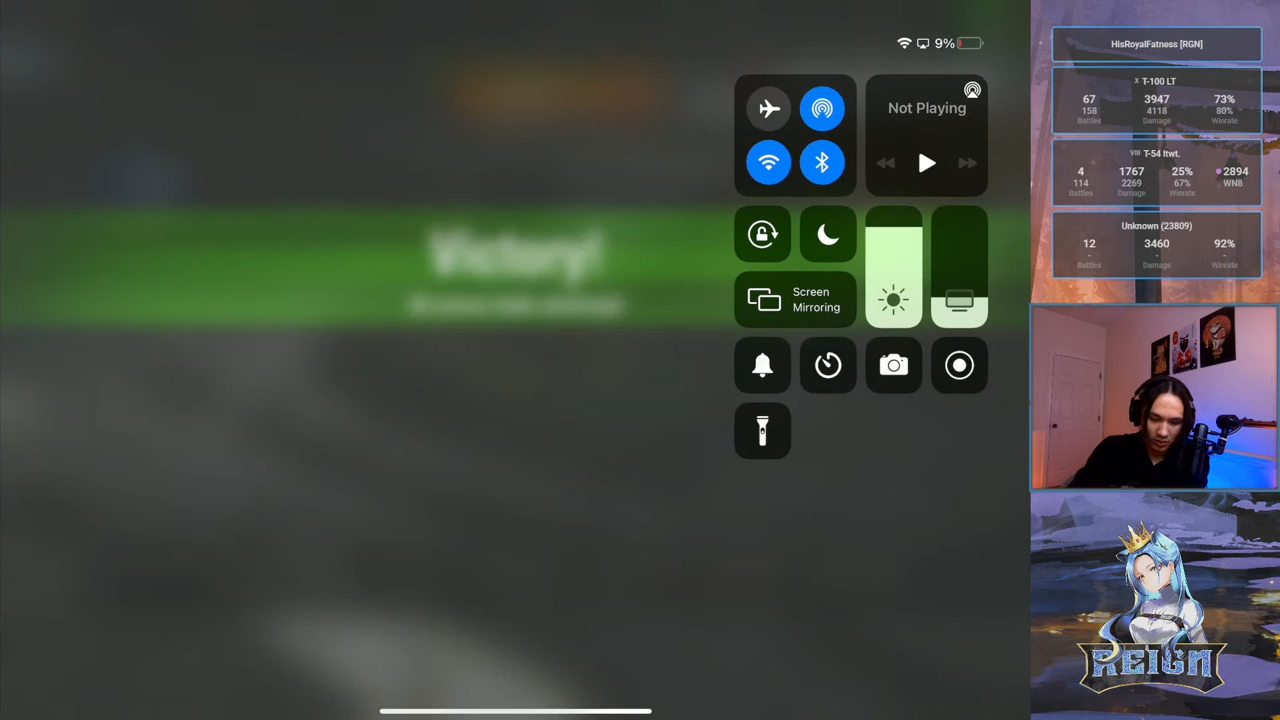 9%
Not Playing
Screen
Mirroring
Victory!
HisRoyalFatness [RGN]
X T-100 LT
67 3947 73%
158 4118 80%
Battles Damage Winrate
VIII T-54 ltwt.
4 1767 25% 2894
114 2269 67% WN8
Battles Damage Winrate
Unknown (23809)
12 3460 92%
- - -
Battles Damage Winrate
REIGN